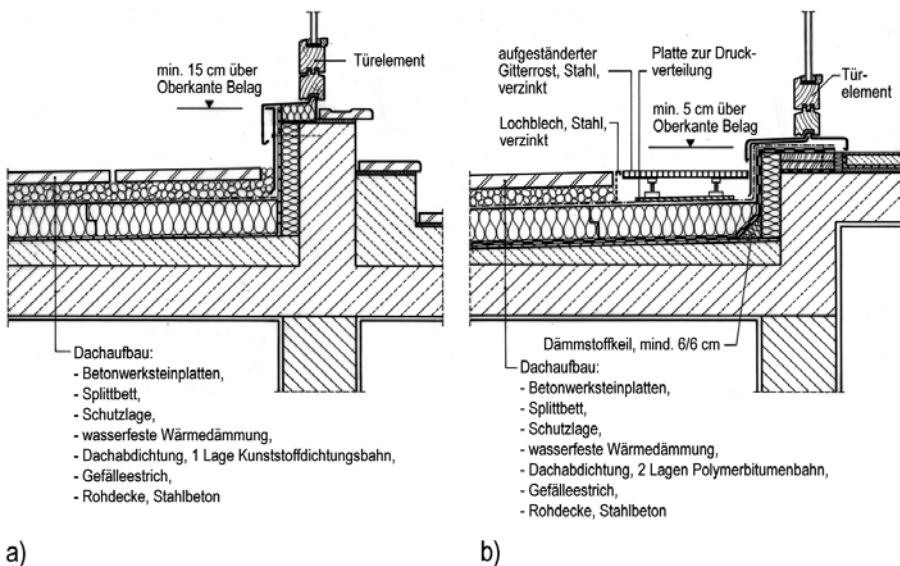 min. 15 cm über
Oberkante Belag
Türelement
Dachaufbau:
- Betonwerksteinplatten,
- Splittbett,
- Schutzlage,
- wasserfeste Wärmedämmung,
- Dachabdichtung, 1 Lage Kunststoffdichtungsbahn,
- Gefälleestrich,
- Rohdecke, Stahlbeton
a)
aufgeständerter
Gitterrost, Stahl,
verzinkt
Lochblech, Stahl,
verzinkt
Platte zur Druck-
verteilung
min. 5 cm über
Oberkante Belag
Tür-
element
Dämmstoffkeil, mind. 6/6 cm
Dachaufbau:
- Betonwerksteinplatten,
- Splittbett,
- Schutzlage,
- wasserfeste Wärmedämmung,
- Dachabdichtung, 2 Lagen Polymerbitumenbahn,
- Gefälleestrich,
- Rohdecke, Stahlbeton
b)